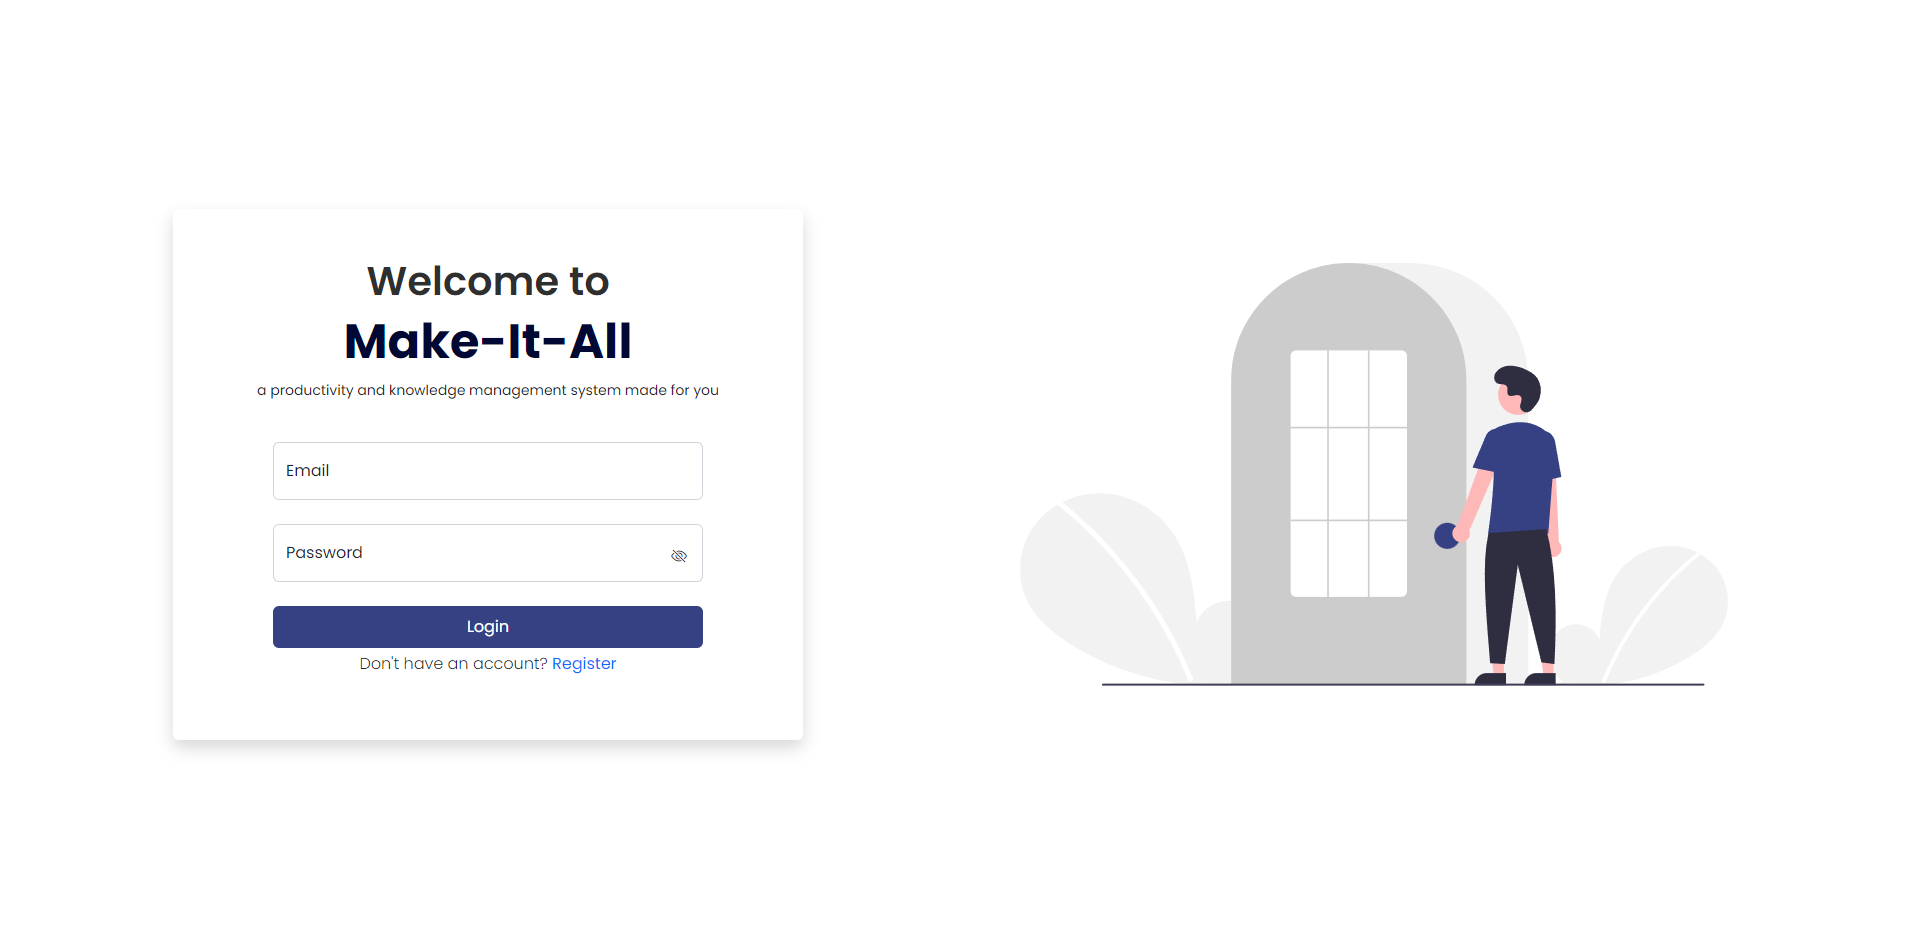 Welcome to
Make-It-All
a productivity and knowledge management system made for you
Email
Password
Login
Don't have an account? Register